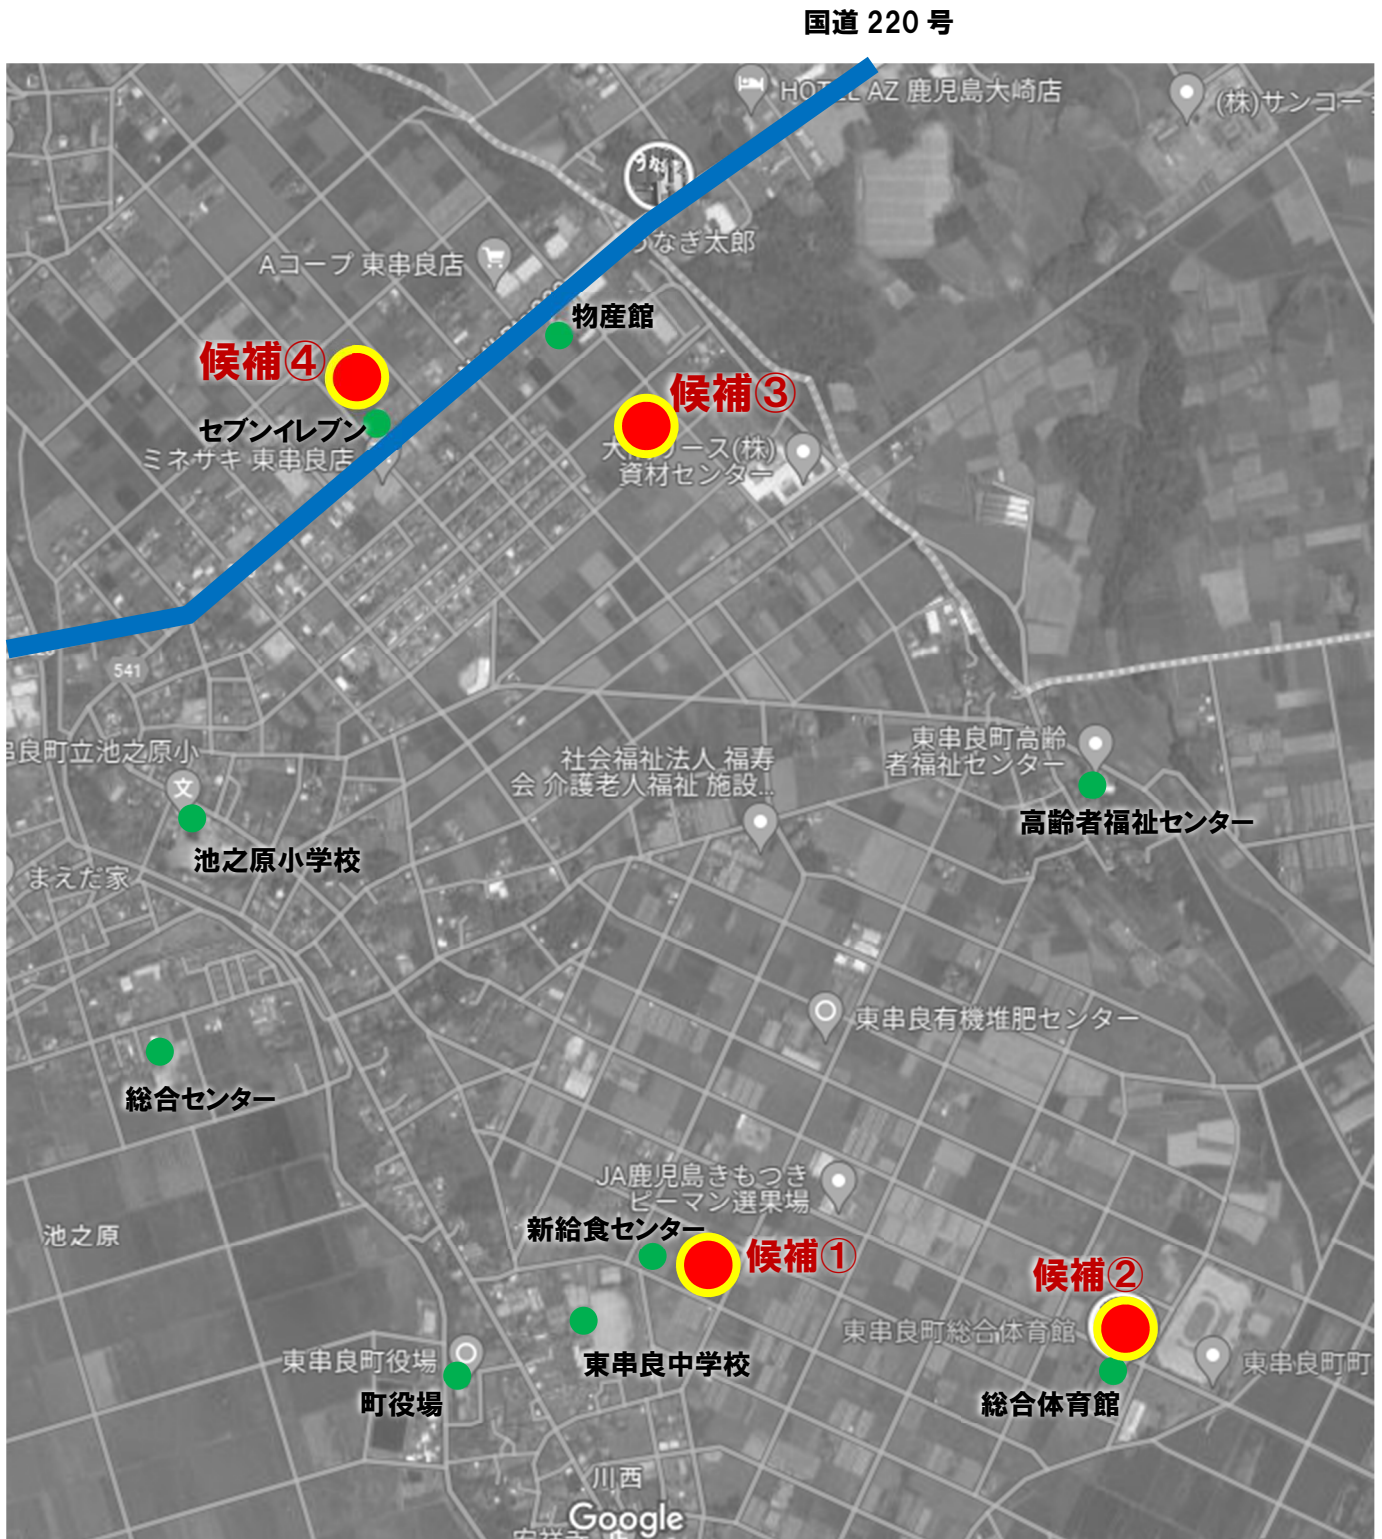 国道 220 号
HOTEL AZ 鹿児島大崎店
(株)サンコー
うなぎ太郎
Aコープ 東串良店
物産館
候補④
候補③
セブンイレブン
ミネサキ 東串良店
リース(株)
資材センター
541
串良町立池之原小
文
池之原小学校
まえだ家
社会福祉法人 福寿
会 介護老人福祉 施設...
東串良町高齢
者福祉センター
高齢者福祉センター
東串良有機堆肥センター
総合センター
池之原
JA鹿児島きもつき
ピーマン選果場
新給食センター
候補①
候補②
東串良町総合体育館
東串良町町
東串良町役場
東串良中学校
町役場
総合体育館
川西
Google